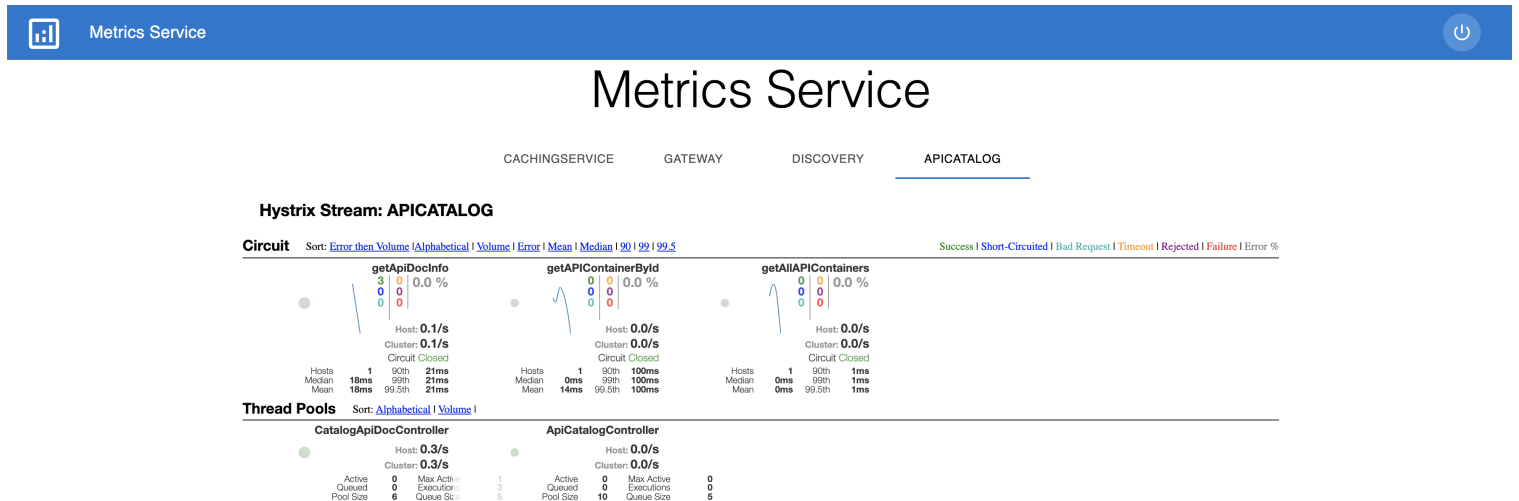 Metrics Service
Metrics Service
CACHINGSERVICE GATEWAY DISCOVERY APICATALOG
Hystrix Stream: APICATALOG
Circuit Sort: Error then Volume |Alphabetical | Volume | Error | Mean | Median | 90 | 99 | 99.5 Success | Short-Circuited | Bad Request | Timeout | Rejected | Failure | Error %
getApiDocInfo getAPIContainerById getAllAPIContainers
3 0 0.0 % 0 0 0.0 % 0 0 0.0 %
0 0 0 0 0 0
0 0 0 0 0 0
Host: 0.1/s Host: 0.0/s Host: 0.0/s
Cluster: 0.1/s Cluster: 0.0/s Cluster: 0.0/s
Circuit Closed Circuit Closed Circuit Closed
Hosts 1 90th 21ms Hosts 1 90th 100ms Hosts 1 90th 1ms
Median 18ms 99th 21ms Median 0ms 99th 100ms Median 0ms 99th 1ms
Mean 18ms 99.5th 21ms Mean 14ms 99.5th 100ms Mean 0ms 99.5th 1ms
Thread Pools Sort: Alphabetical | Volume |
CatalogApiDocController ApiCatalogController
Host: 0.3/s Host: 0.0/s
Cluster: 0.3/s Cluster: 0.0/s
Active 0 Max Active 1 Active 0 Max Active 0
Queued 0 Executions 3 Queued 0 Executions 0
Pool Size 6 Queue Size 5 Pool Size 10 Queue Size 5